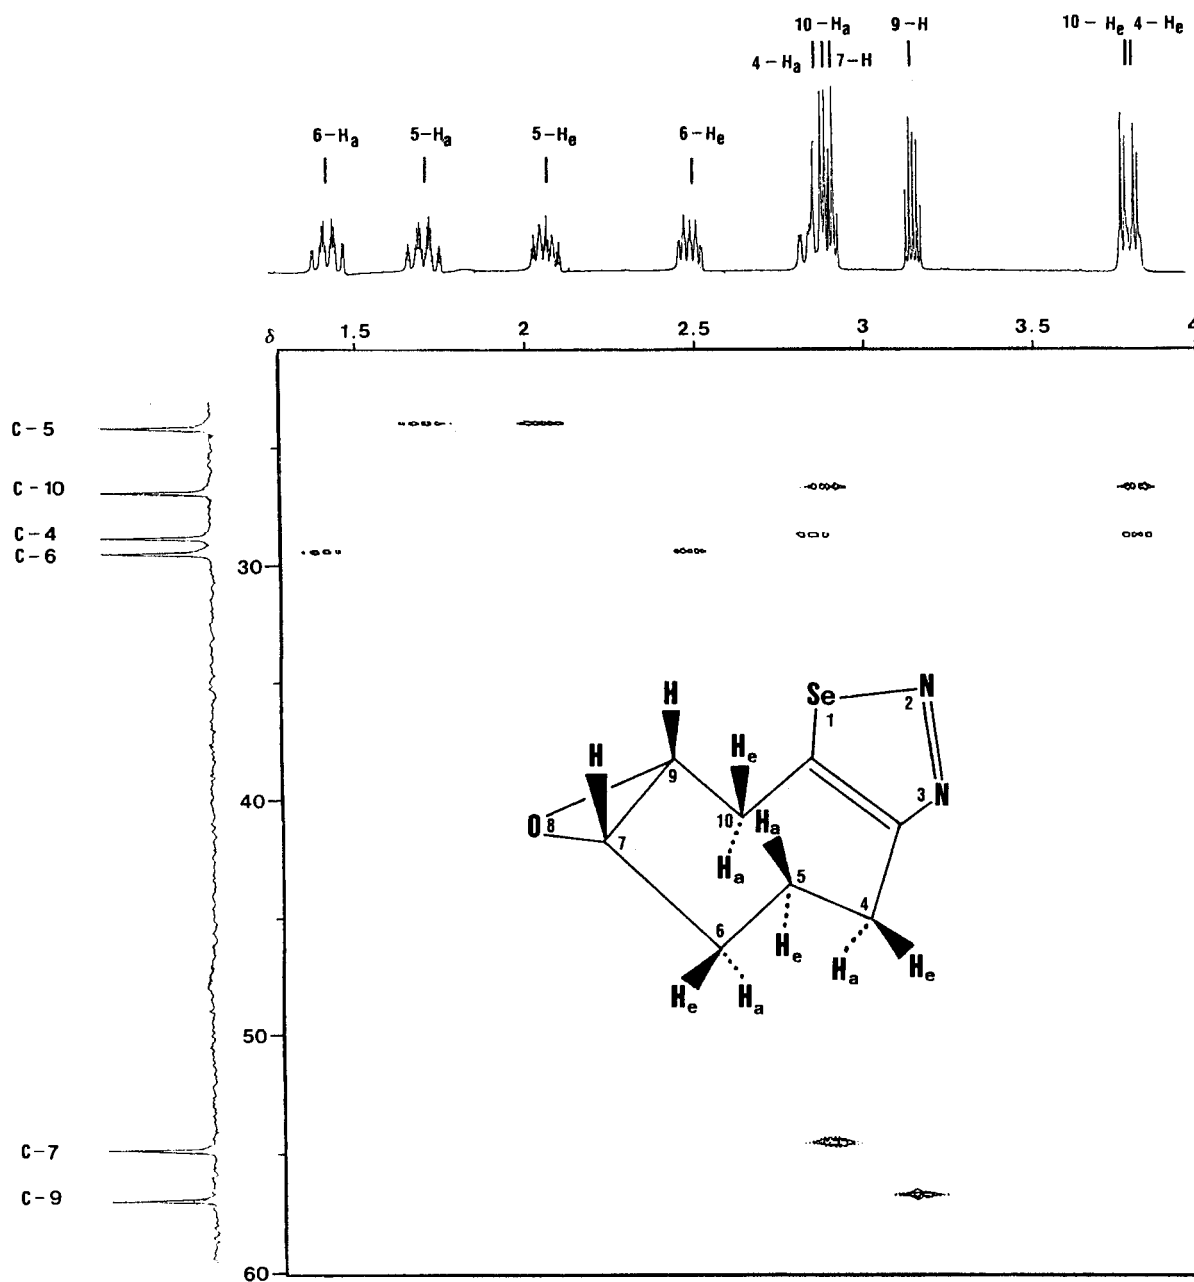 10-Ha 9-H 10-He 4-He
4-Ha 7-H
6-Ha 5-Ha 5-He 6-He
δ 1.5 2 2.5 3 3.5 4
C-5
C-10
C-4
C-6
30
H Se 2 N
1
H He
9
3 N
O 8 10 Ha
7 Ha
40
5
4
6 He
Ha He
He Ha
50
C-7
C-9
60